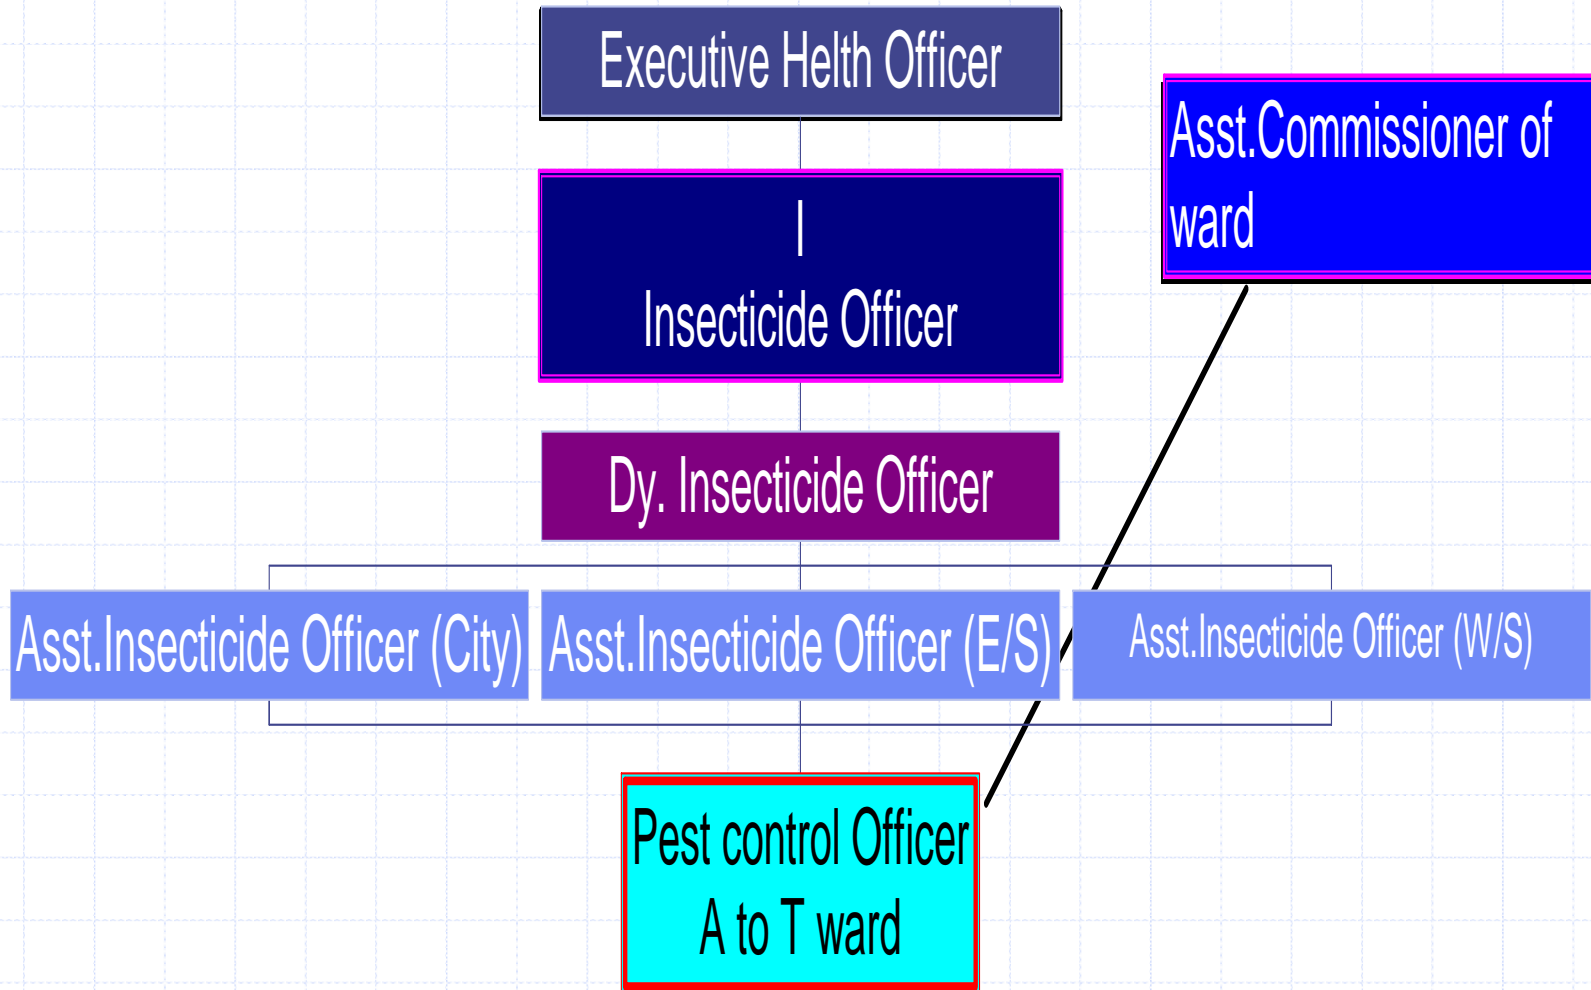 Executive Helth Officer
Asst.Commissioner of
ward
I
Insecticide Officer
Dy. Insecticide Officer
Asst.Insecticide Officer (City)
Asst.Insecticide Officer (E/S)
Asst.Insecticide Officer (W/S)
Pest control Officer
A to T ward